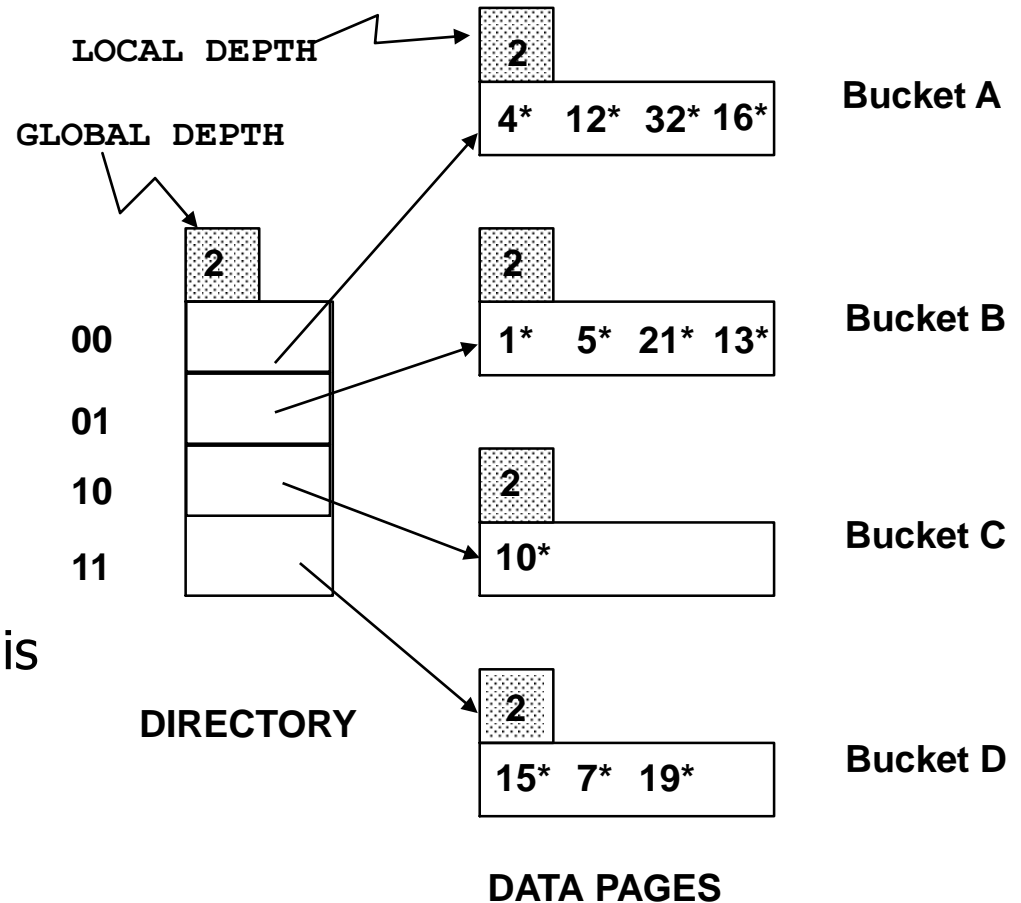 LOCAL DEPTH
2
4* 12* 32* 16*
Bucket A
GLOBAL DEPTH
2
00
01
10
11
2
1* 5* 21* 13*
Bucket B
2
10*
Bucket C
is
DIRECTORY
2
15* 7* 19*
Bucket D
DATA PAGES